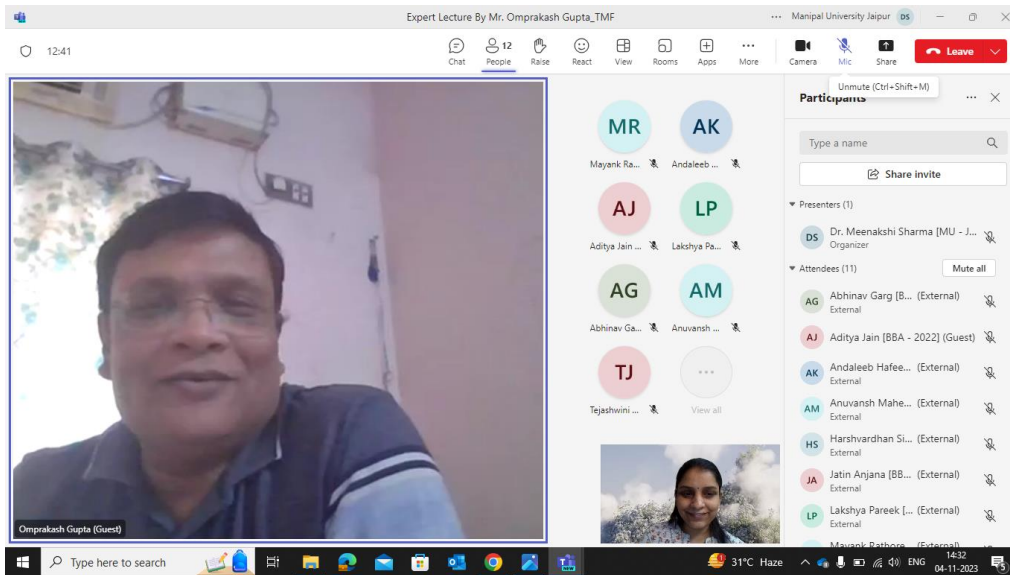 Expert Lecture By Mr. Omprakash Gupta_TMF
...
Manipal University Jaipur
DS
12:41
Chat
12
People
Raise
React
View
Rooms
Apps
More
Camera
Mic
Share
Leave
Unmute (Ctrl+Shift+M)
Participants
MR
Mayank Ra...
AK
Andaleeb ...
AJ
Aditya Jain ...
LP
Lakshya Pa...
AG
Abhinav Ga...
AM
Anuvansh ...
TJ
Tejashwini ...
...
View all
Omprakash Gupta (Guest)
Type a name
Share invite
Presenters (1)
DS
Dr. Meenakshi Sharma [MU - J...
Organizer
Attendees (11)
Mute all
AG
Abhinav Garg [B... (External)
External
AJ
Aditya Jain [BBA - 2022] (Guest)
AK
Andaleeb Hafee... (External)
External
AM
Anuvansh Mahe... (External)
External
HS
Harshvardhan Si... (External)
External
JA
Jatin Anjana [BB... (External)
External
LP
Lakshya Pareek [... (External)
External
Mayank Rathore (External)
Type here to search
NEW
31°C Haze
ENG
14:32
04-11-2023